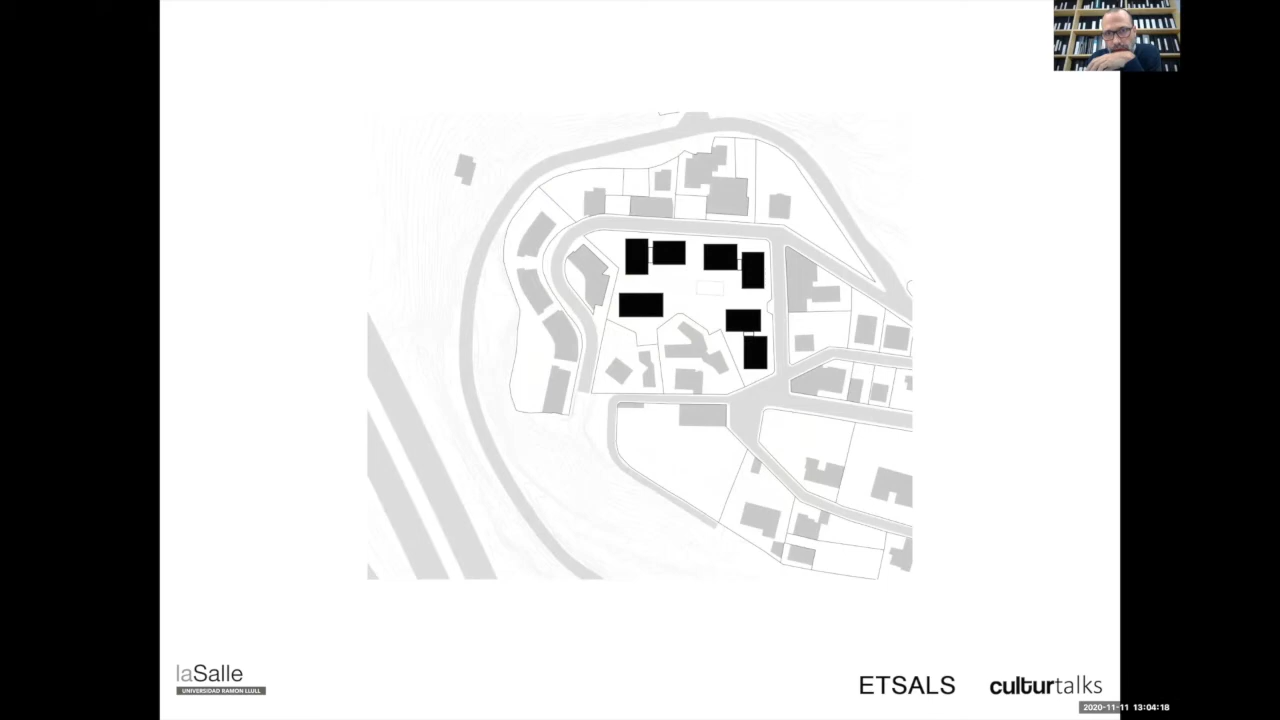 laSalle
UNIVERSIDAD RAMON LLULL
ETSALS
culturtalks
2020-11-11 13:04:18